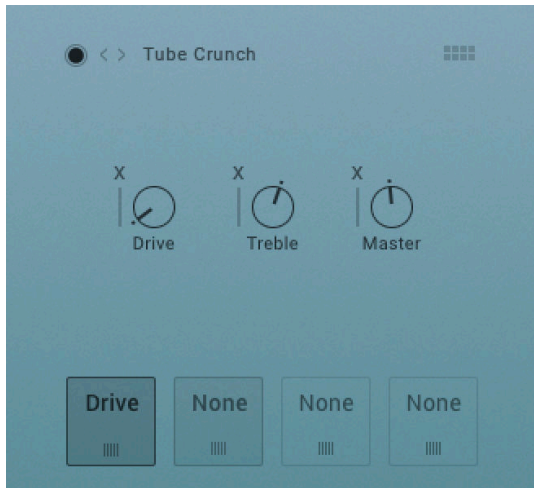 < > Tube Crunch
X X X
Drive Treble Master
Drive None None None